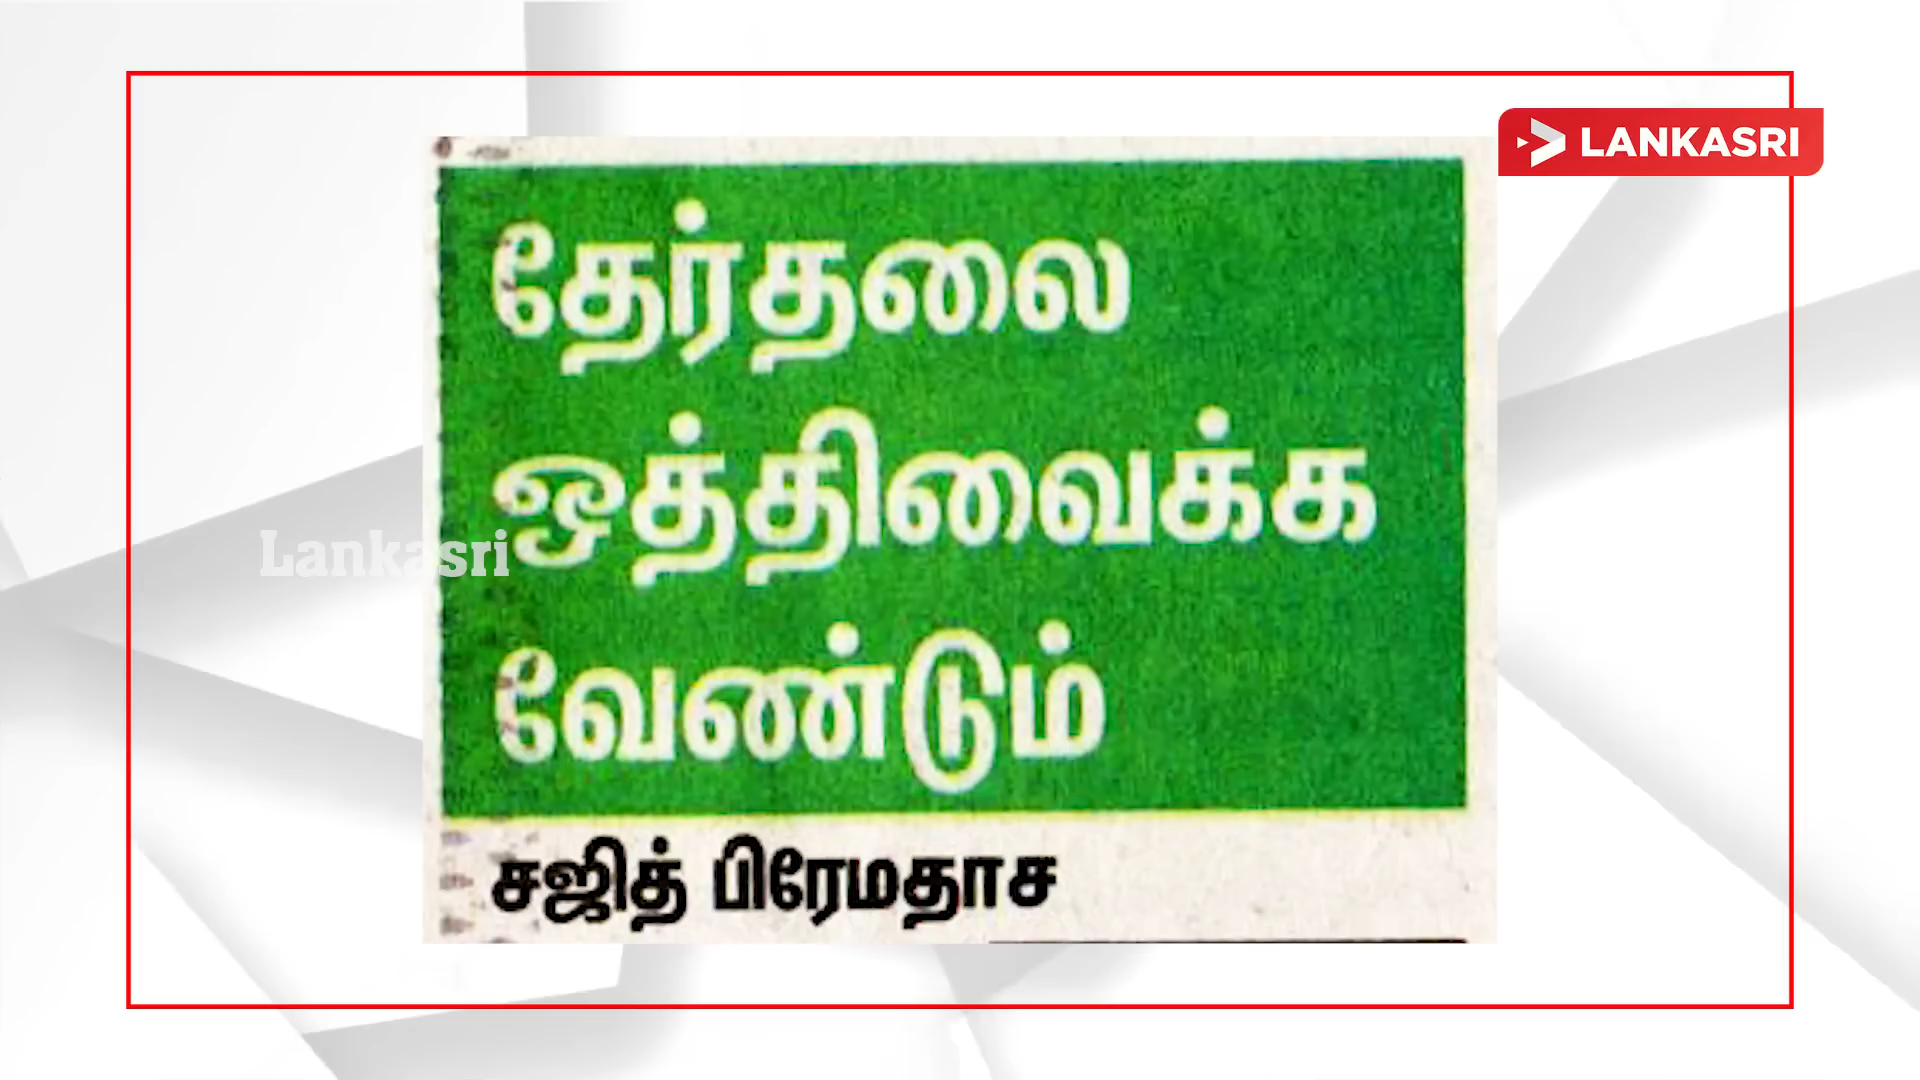 LANKASRI
தேர்தலை
ஒத்திவைக்க
Lankasri
வேண்டும்
சஜித் பிரேமதாச